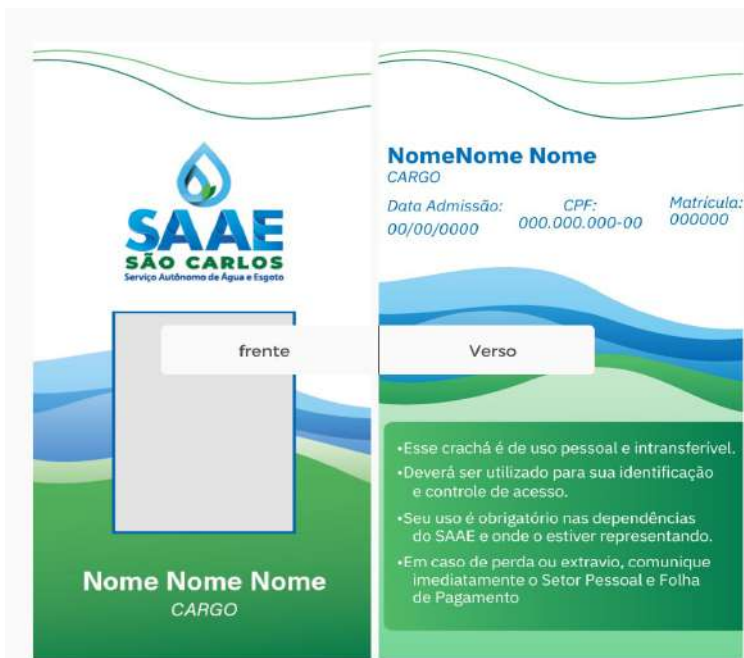 SAAE
SÃO CARLOS
Serviço Autônomo de Água e Esgoto
frente
Nome Nome Nome
CARGO
NomeNome Nome
CARGO
Data Admissão: CPF: Matrícula:
00/00/0000 000.000.000-00 000000
Verso
•Esse crachá é de uso pessoal e intransferível.
•Deverá ser utilizado para sua identificação
e controle de acesso.
•Seu uso é obrigatório nas dependências
do SAAE e onde o estiver representando.
•Em caso de perda ou extravio, comunique
imediatamente o Setor Pessoal e Folha
de Pagamento